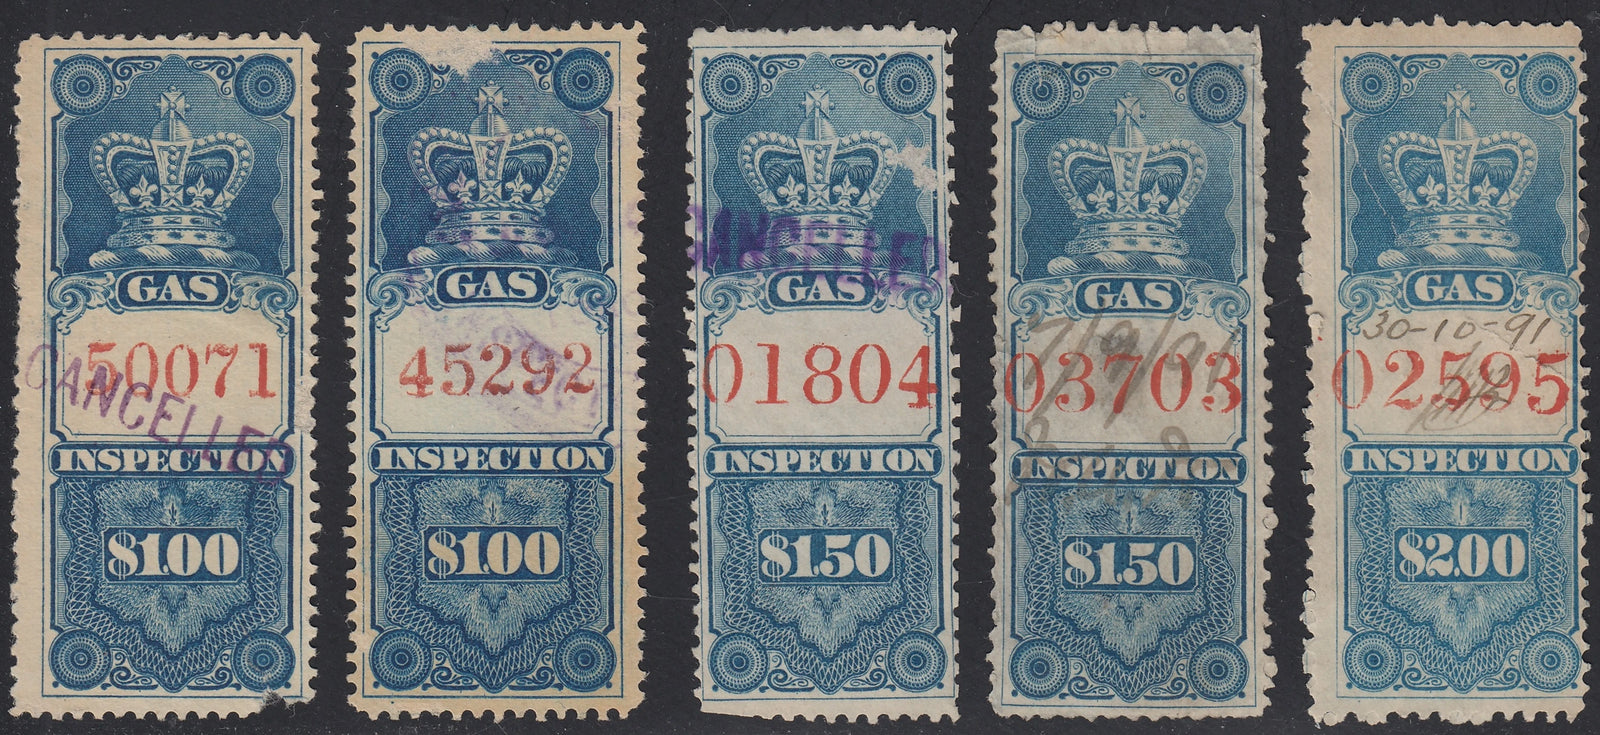 GAS
50071
CANCELLED
INSPECTION
$1.00
GAS
45292
INSPECTION
$1.00
CANCELLED
GAS
01804
INSPECTION
$1.50
GAS
03703
INSPECTION
$1.50
GAS
30-10-91
02595
INSPECTION
$2.00